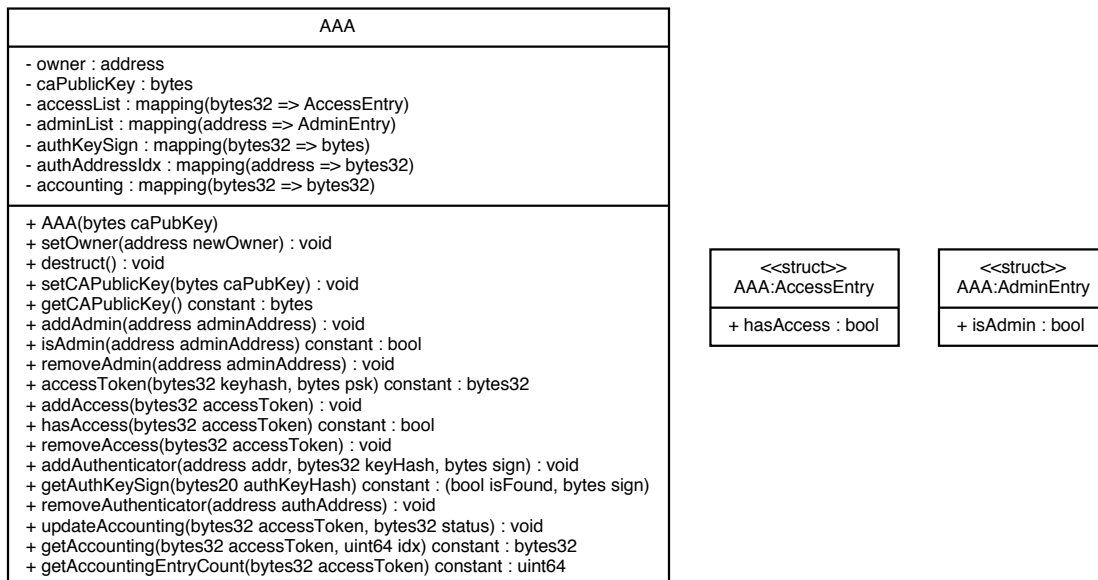 AAA
- owner : address
- caPublicKey : bytes
- accessList : mapping(bytes32 => AccessEntry)
- adminList : mapping(address => AdminEntry)
- authKeySign : mapping(bytes32 => bytes)
- authAddressIdx : mapping(address => bytes32)
- accounting : mapping(bytes32 => bytes32)
+ AAA(bytes caPubKey)
+ setOwner(address newOwner) : void
+ destruct() : void
+ setCAPublicKey(bytes caPubKey) : void
+ getCAPublicKey() constant : bytes
+ addAdmin(address adminAddress) : void
+ isAdmin(address adminAddress) constant : bool
+ removeAdmin(address adminAddress) : void
+ accessToken(bytes32 keyhash, bytes psk) constant : bytes32
+ addAccess(bytes32 accessToken) : void
+ hasAccess(bytes32 accessToken) constant : bool
+ removeAccess(bytes32 accessToken) : void
+ addAuthenticator(address addr, bytes32 keyHash, bytes sign) : void
+ getAuthKeySign(bytes20 authKeyHash) constant : (bool isFound, bytes sign)
+ removeAuthenticator(address authAddress) : void
+ updateAccounting(bytes32 accessToken, bytes32 status) : void
+ getAccounting(bytes32 accessToken, uint64 idx) constant : bytes32
+ getAccountingEntryCount(bytes32 accessToken) constant : uint64
<<struct>>
AAA:AccessEntry
+ hasAccess : bool
<<struct>>
AAA:AdminEntry
+ isAdmin : bool